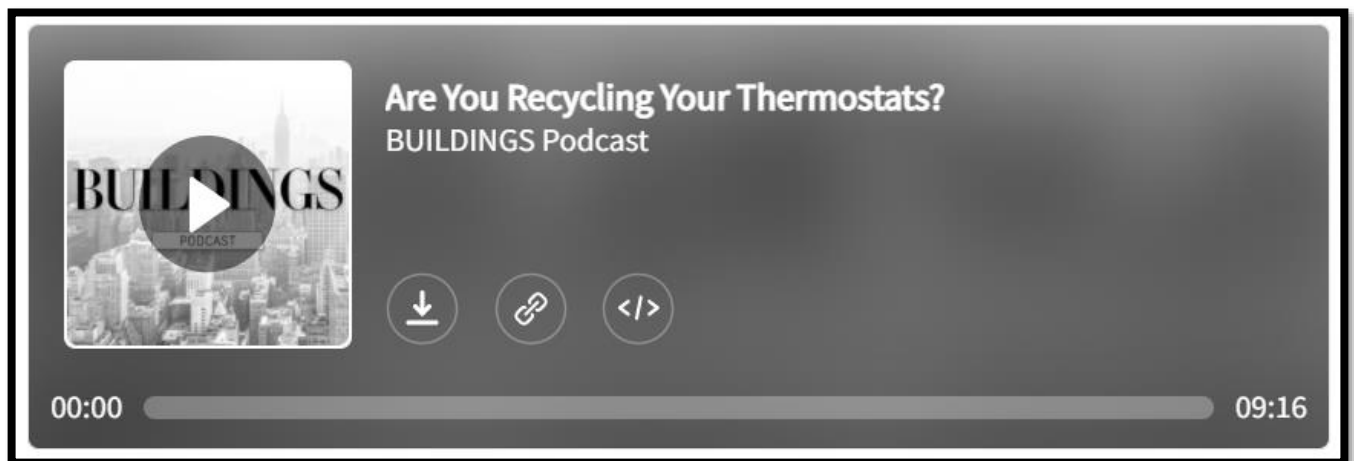 Are You Recycling Your Thermostats?
BUILDINGS Podcast
BUILDINGS
PODCAST
</>
00:00
09:16